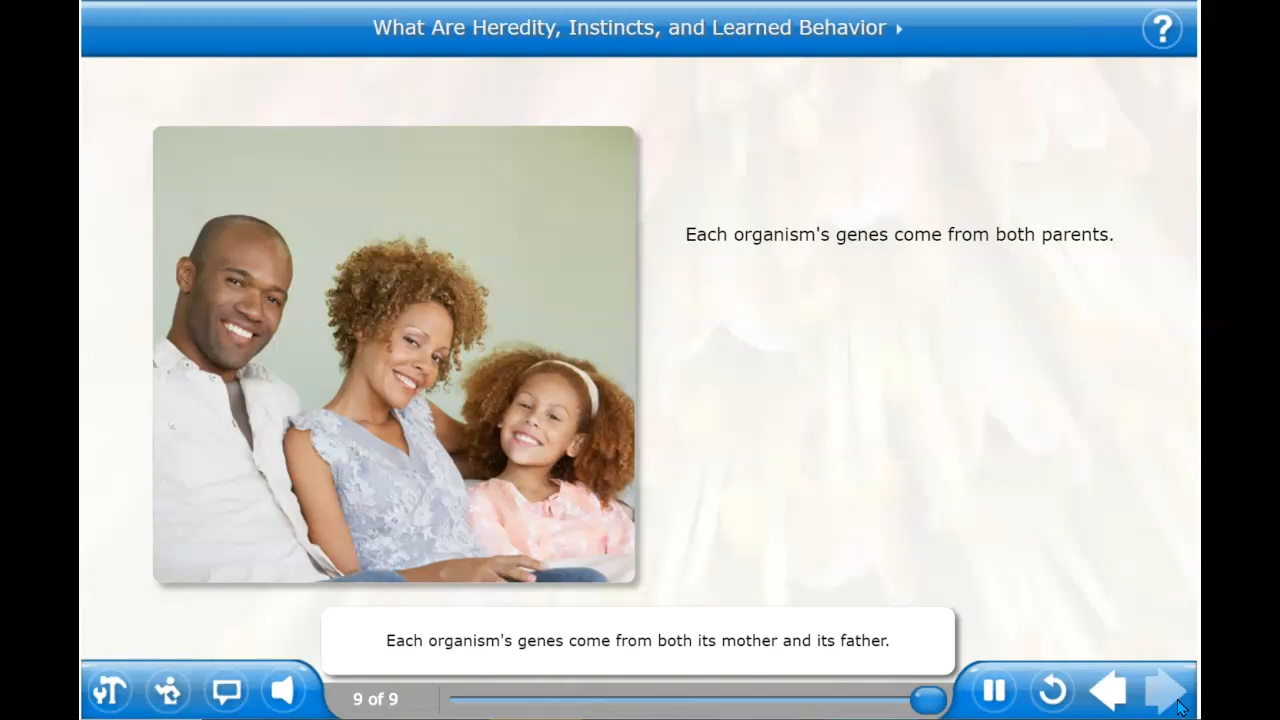 What Are Heredity, Instincts, and Learned Behavior
?
Each organism's genes come from both parents.
Each organism's genes come from both its mother and its father.
9 of 9